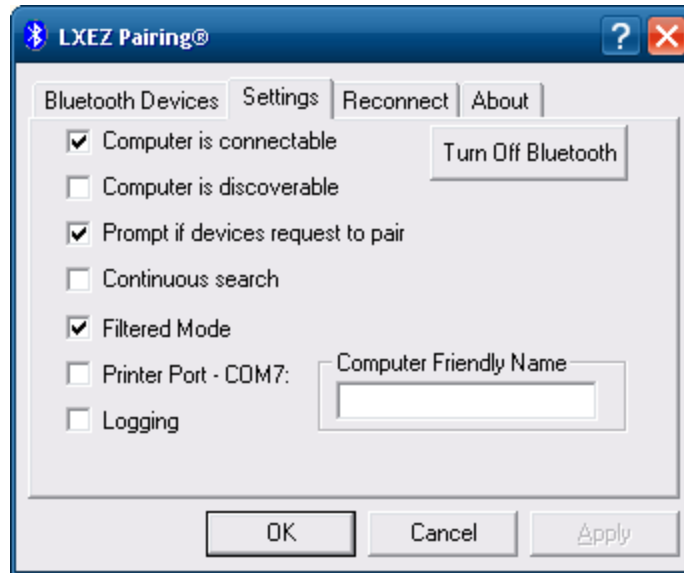 LXEZ Pairing®
?
Bluetooth Devices Settings Reconnect About
Computer is connectable
Turn Off Bluetooth
Computer is discoverable
Prompt if devices request to pair
Continuous search
Filtered Mode
Printer Port - COM7:
Computer Friendly Name
Logging
OK Cancel Apply